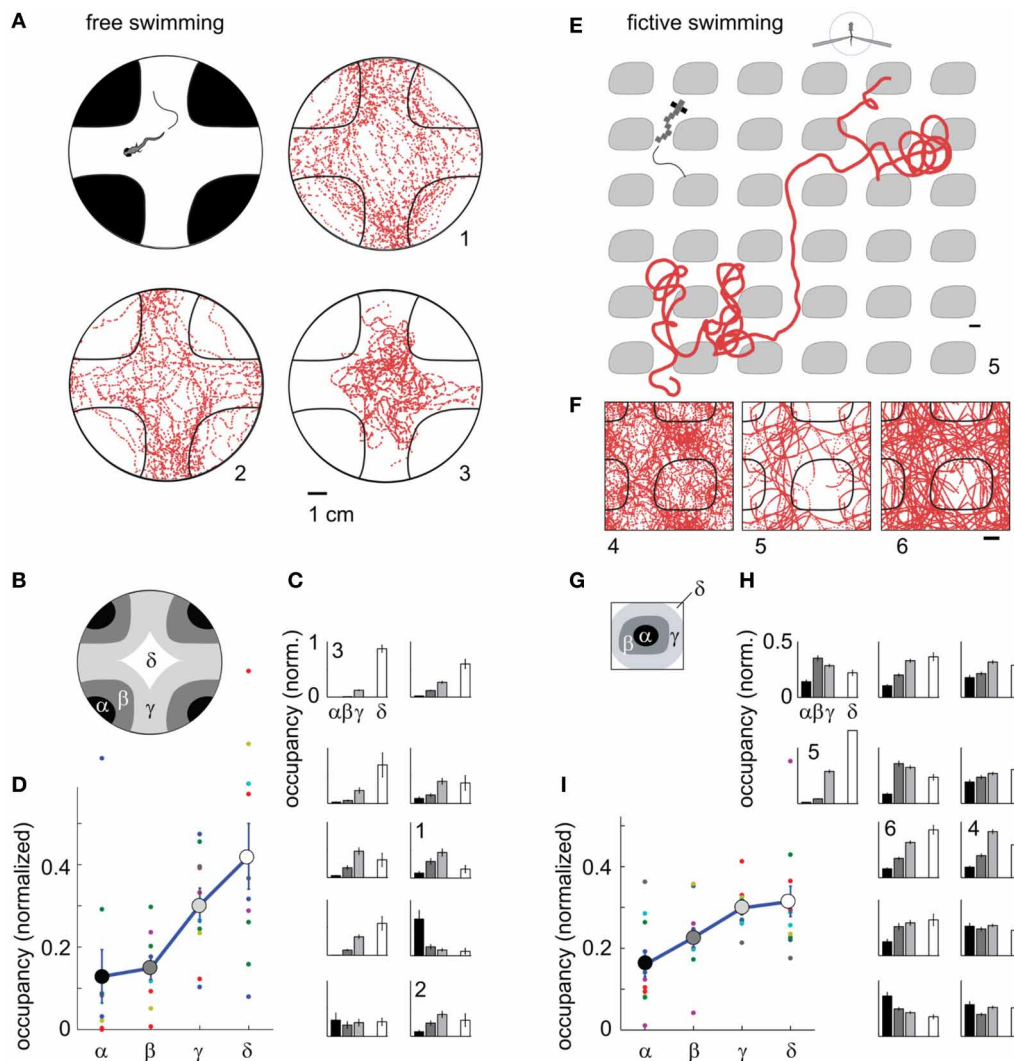 A free swimming
1
2
3
1 cm
B
δ
α
β
γ
C
occupancy (norm.)
1
0
3
αβγ δ
1
2
D
occupancy (normalized)
0.4
0.2
0
α β γ δ
E fictive swimming
5
F
4
5
6
G
δ
α
β
γ
H
occupancy (norm.)
0.5
0
αβγ δ
5
6
4
I
occupancy (normalized)
0.4
0.2
0
α β γ δ